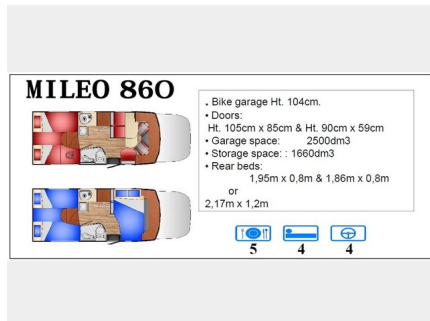 MILEO 860
. Bike garage Ht. 104cm.
• Doors:
Ht. 105cm x 85cm & Ht. 90cm x 59cm
• Garage space: 2500dm3
• Storage space: : 1660dm3
• Rear beds:
1,95m x 0,8m & 1,86m x 0,8m
or
2,17m x 1,2m
5 4 4